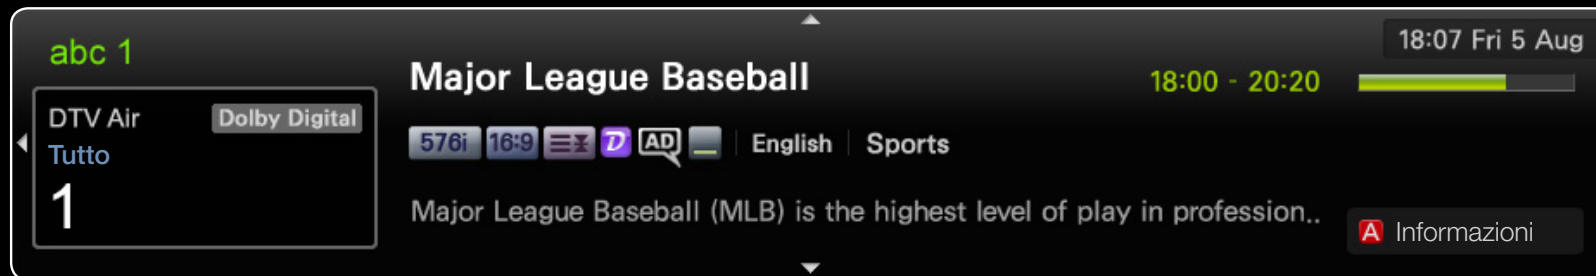 abc 1
DTV Air Dolby Digital
Tutto
1
Major League Baseball
18:00 - 20:20
18:07 Fri 5 Aug
576i 16:9 D AD English Sports
Major League Baseball (MLB) is the highest level of play in profession..
A Informazioni